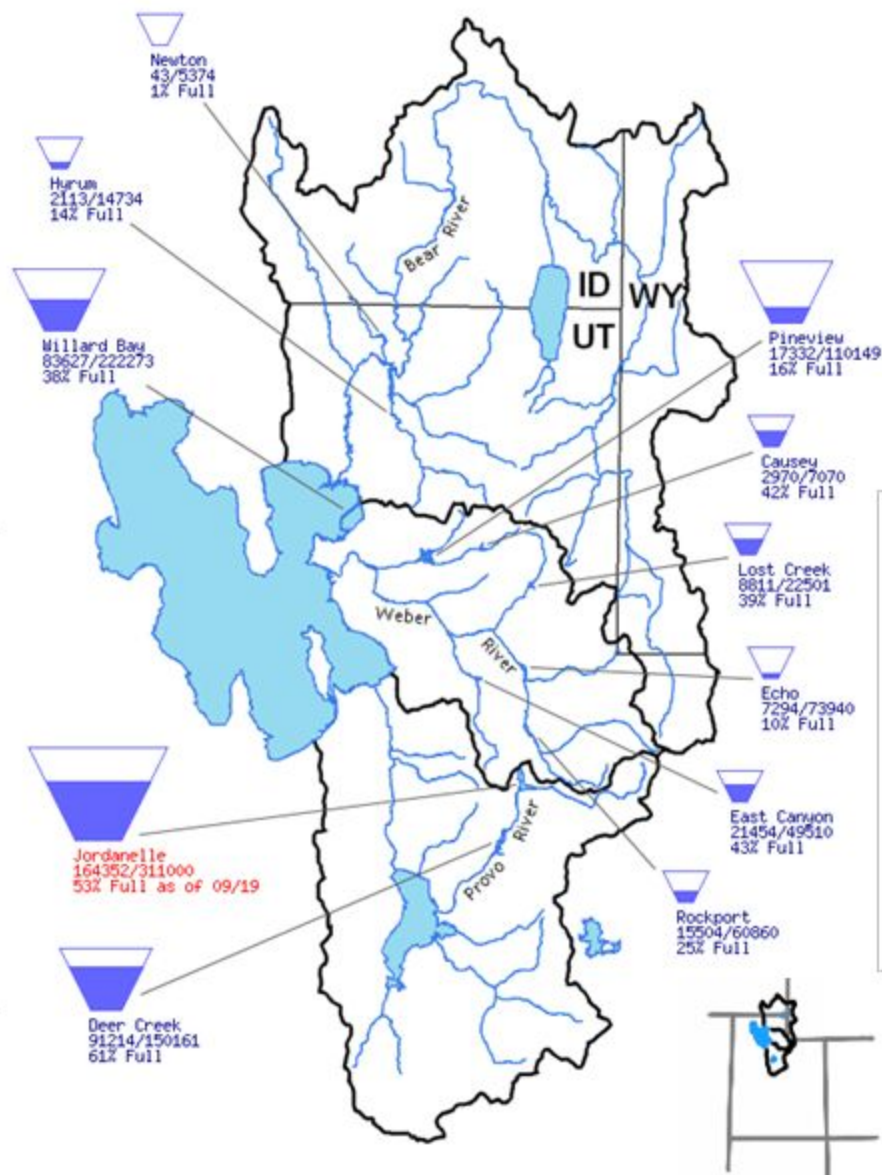 Newton
43/5374
1% Full
Hyrum
2113/14734
14% Full
Bear River
ID
WY
UT
Willard Bay
83627/222273
38% Full
Pineview
17332/110149
16% Full
Causey
2970/7070
42% Full
Lost Creek
8811/22501
39% Full
Weber
River
Echo
7294/73940
10% Full
East Canyon
21454/49510
43% Full
Jordanelle
164352/311000
53% Full as of 09/19
Provo River
Rockport
15504/60860
25% Full
Deer Creek
91214/150161
61% Full